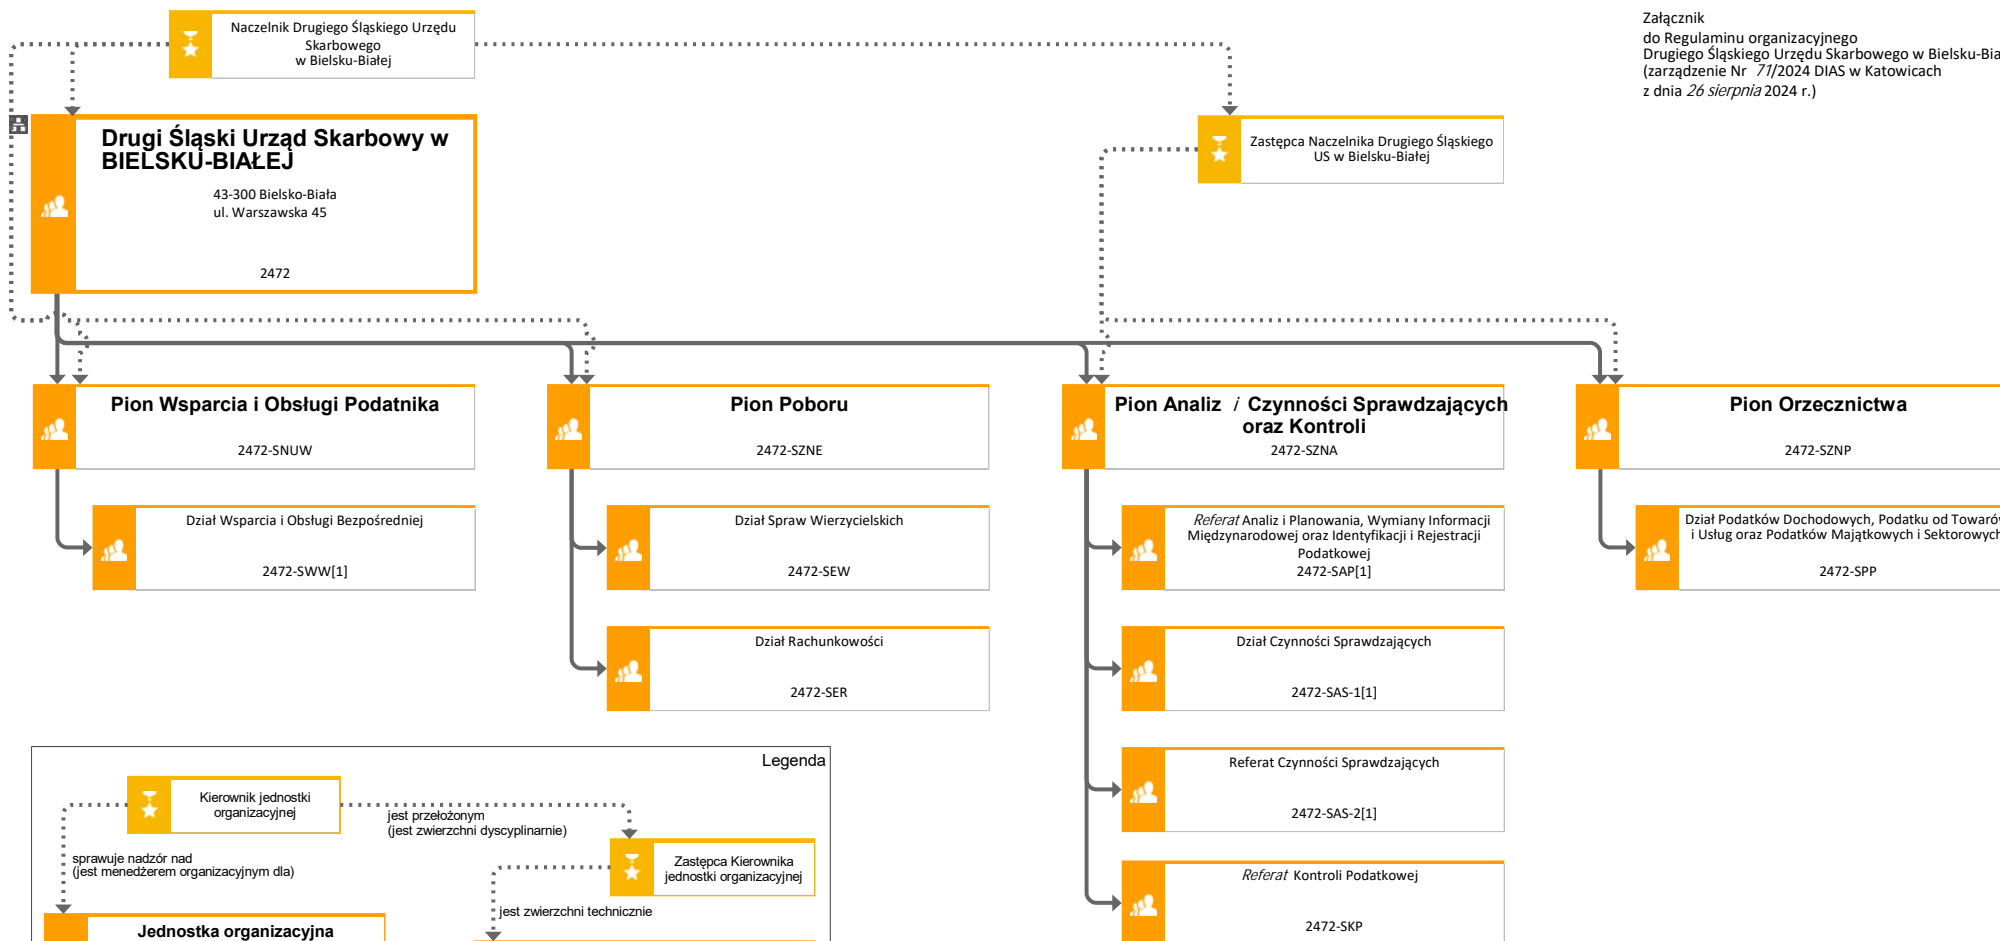 Naczelnik Drugiego Śląskiego Urzędu
Skarbowego
w Bielsku-Białej
Załącznik
do Regulaminu organizacyjnego
Drugiego Śląskiego Urzędu Skarbowego w Bielsku-Bia
(zarządzenie Nr 71/2024 DIAS w Katowicach
z dnia 26 sierpnia 2024 r.)
Drugi Śląski Urząd Skarbowy w
BIELSKU-BIAŁEJ
43-300 Bielsko-Biała
ul. Warszawska 45
2472
Zastępca Naczelnika Drugiego Śląskiego
US w Bielsku-Białej
Pion Wsparcia i Obsługi Podatnika
2472-SNUW
Pion Poboru
2472-SZNE
Pion Analiz i Czynności Sprawdzających
oraz Kontroli
2472-SZNA
Pion Orzecznictwa
2472-SZNP
Dział Wsparcia i Obsługi Bezpośredniej
2472-SWW[1]
Dział Spraw Wierzycielskich
2472-SEW
Referat Analiz i Planowania, Wymiany Informacji
Międzynarodowej oraz Identyfikacji i Rejestracji
Podatkowej
2472-SAP[1]
Dział Podatków Dochodowych, Podatku od Towarów
i Usług oraz Podatków Majątkowych i Sektorowych
2472-SPP
Dział Rachunkowości
2472-SER
Dział Czynności Sprawdzających
2472-SAS-1[1]
Referat Czynności Sprawdzających
2472-SAS-2[1]
Referat Kontroli Podatkowej
2472-SKP
Legenda
Kierownik jednostki
organizacyjnej
jest przełożonym
(jest zwierzchni dyscyplinarnie)
sprawuje nadzór nad
(jest menedżerem organizacyjnym dla)
Zastępca Kierownika
jednostki organizacyjnej
jest zwierzchni technicznie
Jednostka organizacyjna